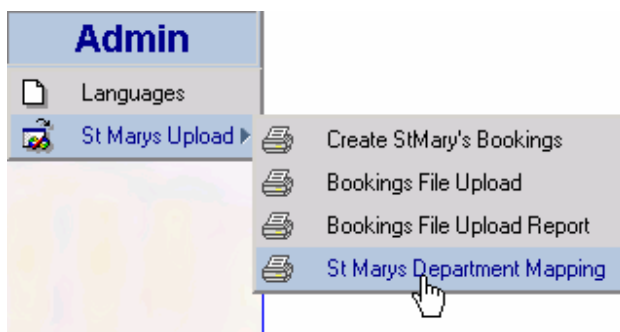 Admin
Languages
St Marys Upload
Create StMary's Bookings
Bookings File Upload
Bookings File Upload Report
St Marys Department Mapping